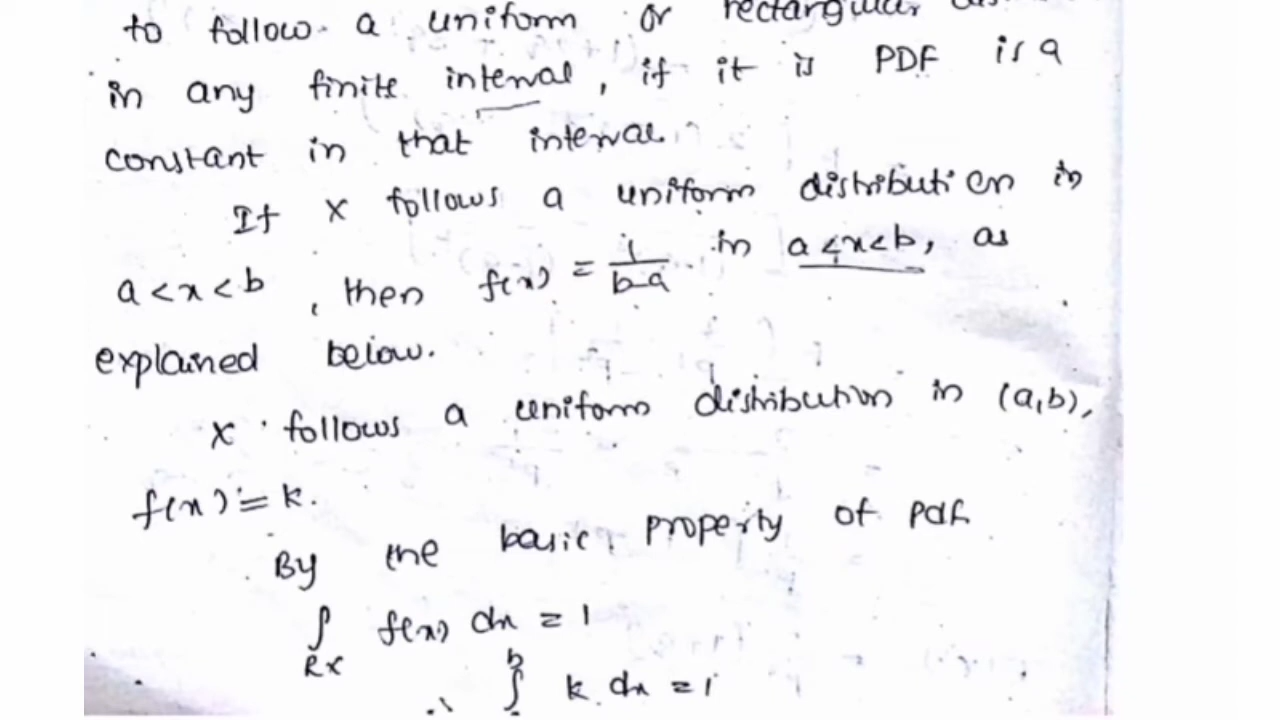 to follow a uniform or rectangular
in any finite interval, if it is PDF is a
constant in that interval.
If X follows a uniform distribution in
a < x < b, then f(x) = 1/b-a in a < x < b, as
explained below.
X follows a uniform distribution in (a,b),
f(x) = k.
By the basic property of pdf
∫ f(x) dx = 1
RX
∴ ∫ᵇ k dx = 1